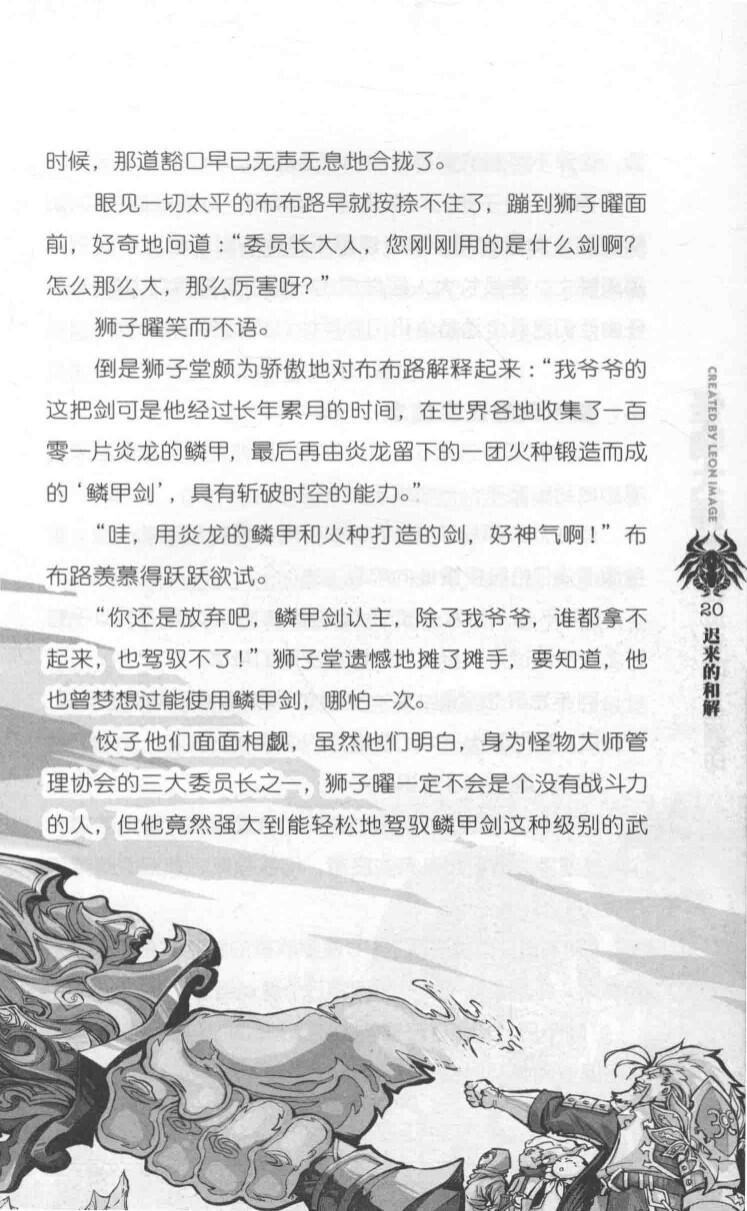 时候，那道豁口早已无声无息地合拢了。
眼见一切太平的布布路早就按捺不住了，蹦到狮子曜面
前，好奇地问道：“委员长大人，您刚刚用的是什么剑啊？
怎么那么大，那么厉害呀？”
狮子曜笑而不语。
倒是狮子堂颇为骄傲地对布布路解释起来：“我爷爷的
这把剑可是他经过长年累月的时间，在世界各地收集了一百
零一片炎龙的鳞甲，最后再由炎龙留下的一团火种锻造而成
的‘鳞甲剑’，具有斩破时空的能力。”
“哇，用炎龙的鳞甲和火种打造的剑，好神气啊！”布
布路羡慕得跃跃欲试。
“你还是放弃吧，鳞甲剑认主，除了我爷爷，谁都拿不
起来，也驾驭不了！”狮子堂遗憾地摊了摊手，要知道，他
也曾梦想过能使用鳞甲剑，哪怕一次。
饺子他们面面相觑，虽然他们明白，身为怪物大师管
理协会的三大委员长之一，狮子曜一定不会是个没有战斗力
的人，但他竟然强大到能轻松地驾驭鳞甲剑这种级别的武
CREATED BY LEON IMAGE
20
迟来的和解